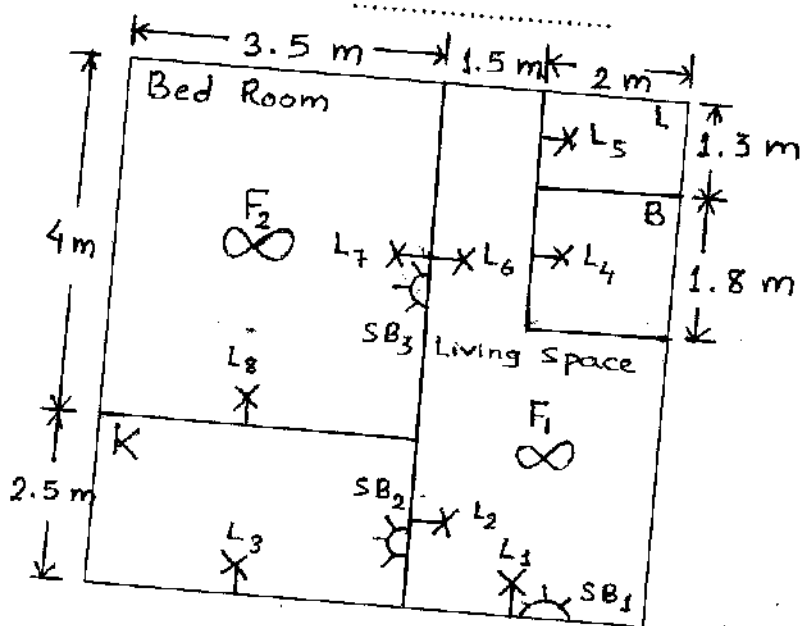 3.5 m 1.5 m 2 m
Bed Room L
L5 1.3 m
F2 B
4 m L7 L6 L4 1.8 m
SB3 Living Space
L8
F1
K
2.5 m SB2 L2
L3 L1 SB1